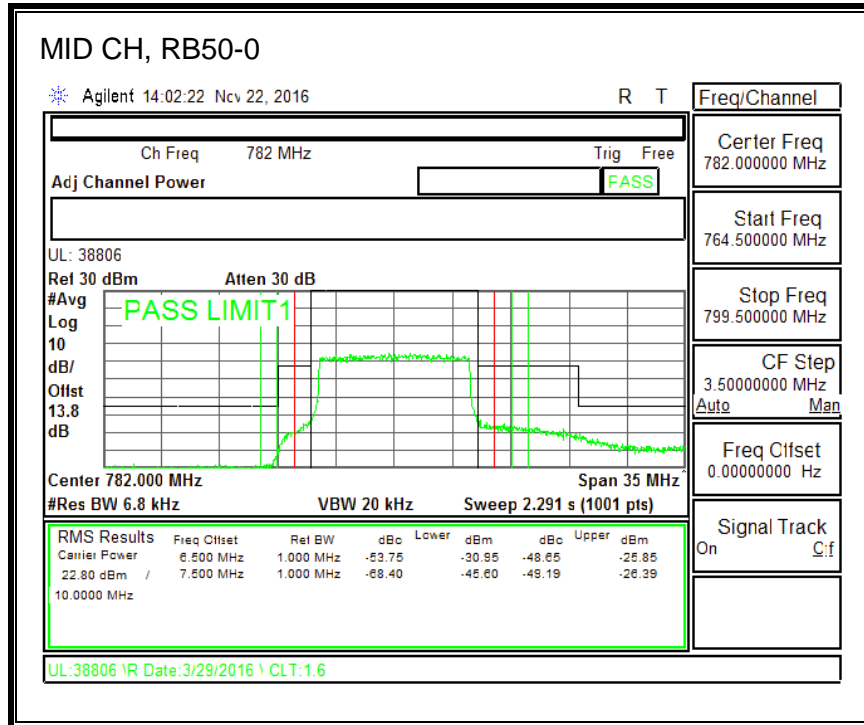 MID CH, RB50-0
Agilent 14:02:22 Nov 22, 2016 R T
Freq/Channel
Ch Freq 782 MHz Trig Free
Adj Channel Power PASS
Center Freq
782.000000 MHz
Start Freq
764.500000 MHz
Stop Freq
799.500000 MHz
CF Step
3.50000000 MHz
Auto Man
Freq Offset
0.00000000 Hz
Signal Track
On Off
UL: 38806
Ref 30 dBm Atten 30 dB
#Avg
Log
10
dB/
Offst
13.8
dB
PASS LIMIT1
Center 782.000 MHz Span 35 MHz
#Res BW 6.8 kHz VBW 20 kHz Sweep 2.291 s (1001 pts)
RMS Results Freq Offset Ref BW dBc Lower dBm dBc Upper dBm
Carrier Power 6.500 MHz 1.000 MHz -53.75 -30.95 -48.65 -25.85
22.80 dBm / 7.500 MHz 1.000 MHz -68.40 -45.60 -49.19 -26.39
10.0000 MHz
UL:38806 \R Date:3/29/2016 \ CLT:1.6